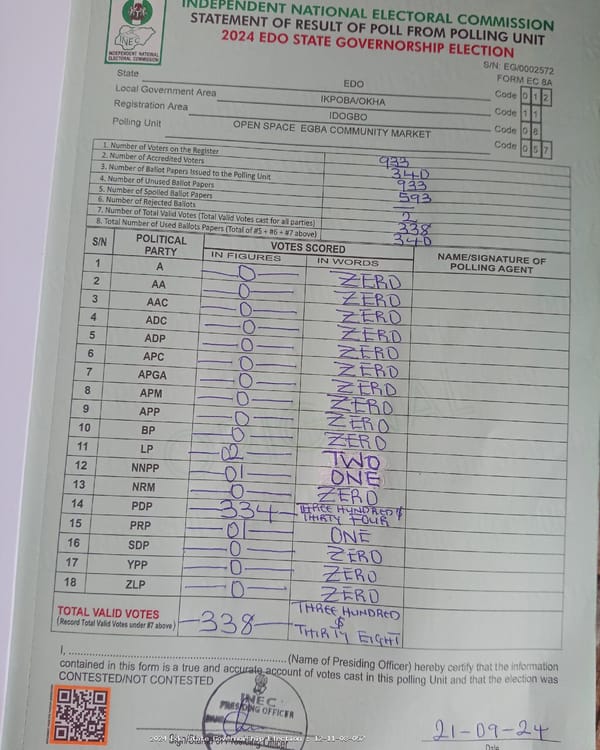 INDEPENDENT NATIONAL ELECTORAL COMMISSION
STATEMENT OF RESULT OF POLL FROM POLLING UNIT
2024 EDO STATE GOVERNORSHIP ELECTION
INEC
INDEPENDENT NATIONAL
ELECTORAL COMMISSION
S/N: EG/0002572
FORM EC 8A
State EDO Code 0 1 2
Local Government Area IKPOBA/OKHA Code 1 1
Registration Area IDOGBO Code 0 8
Polling Unit OPEN SPACE EGBA COMMUNITY MARKET Code 0 5 7
1. Number of Voters on the Register 933
2. Number of Accredited Voters 340
3. Number of Ballot Papers Issued to the Polling Unit 933
4. Number of Unused Ballot Papers 593
5. Number of Spoiled Ballot Papers —
6. Number of Rejected Ballots 2
7. Number of Total Valid Votes (Total Valid Votes cast for all parties) 338
8. Total Number of Used Ballots Papers (Total of #5 + #6 + #7 above) 340
S/N POLITICAL PARTY VOTES SCORED NAME/SIGNATURE OF POLLING AGENT
IN FIGURES IN WORDS
1 A 0 ZERO
2 AA 0 ZERO
3 AAC 0 ZERO
4 ADC 0 ZERO
5 ADP 0 ZERO
6 APC 0 ZERO
7 APGA 0 ZERO
8 APM 0 ZERO
9 APP 0 ZERO
10 BP 0 ZERO
11 LP 02 TWO
12 NNPP 01 ONE
13 NRM 0 ZERO
14 PDP 334 THREE HUNDRED $ THIRTY FOUR
15 PRP 01 ONE
16 SDP 0 ZERO
17 YPP 0 ZERO
18 ZLP 0 ZERO
TOTAL VALID VOTES 338 THREE HUNDRED $ THIRTY EIGHT
(Record Total Valid Votes under #7 above)
I, ................................ (Name of Presiding Officer) hereby certify that the information
contained in this form is a true and accurate account of votes cast in this polling Unit and that the election was
CONTESTED/NOT CONTESTED
INEC
PRESIDING OFFICER
21-09-24
2024 Edo State Governorship Election - 12-11-08-057
Signature of Presiding Officer
Date